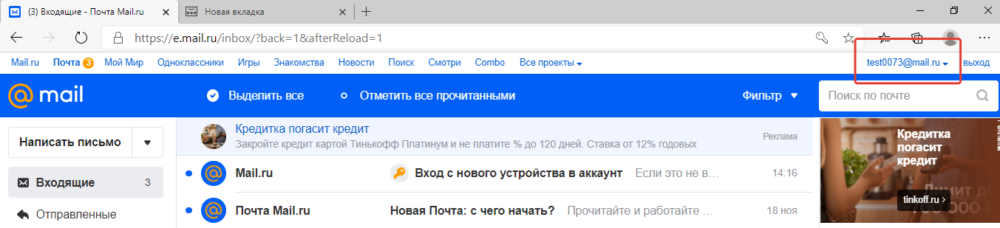 (3) Входящие - Почта Mail.ru
Новая вкладка
https://e.mail.ru/inbox/?back=1&afterReload=1
Mail.ru Почта 3 Мой Мир Одноклассники Игры Знакомства Новости Поиск Смотри Combo Все проекты test0073@mail.ru выход
@mail Выделить все Отметить все прочитанными Фильтр Поиск по почте
Написать письмо
Кредитка погасит кредит
Закройте кредит картой Тинькофф Платинум и не платите % до 120 дней. Ставка от 12% годовых
Реклама
Входящие 3
Mail.ru Вход с нового устройства в аккаунт Если это не в… 14:16
Отправленные
Почта Mail.ru Новая Почта: с чего начать? Прочитайте и работайте … 18 ноя
Кредитка
погасит
кредит
tinkoff.ru >
700 000